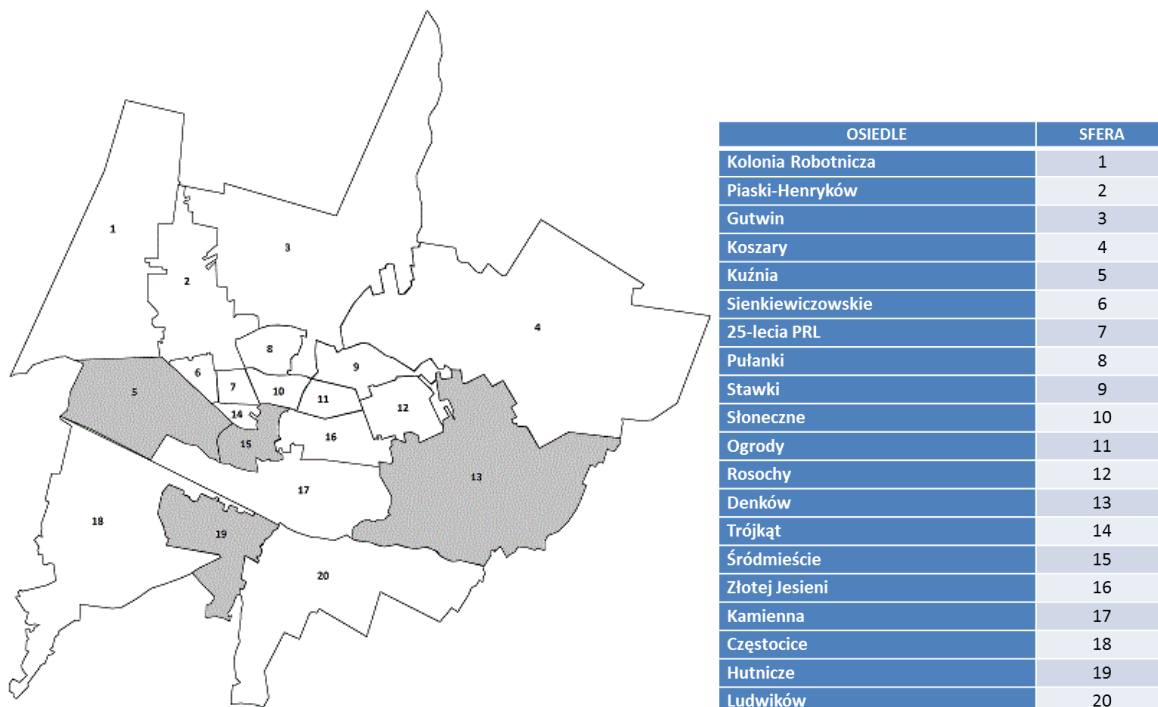 1
2
3
4
5
6
7
8
9
10
11
12
13
14
15
16
17
18
19
20
OSIEDLE SFERA
Kolonia Robotnicza 1
Piaski-Henryków 2
Gutwin 3
Koszary 4
Kuźnia 5
Sienkiewiczowskie 6
25-lecia PRL 7
Pułanki 8
Stawki 9
Słoneczne 10
Ogrody 11
Rosochy 12
Denków 13
Trójkąt 14
Śródmieście 15
Złotej Jesieni 16
Kamienna 17
Częstocice 18
Hutnicze 19
Ludwików 20